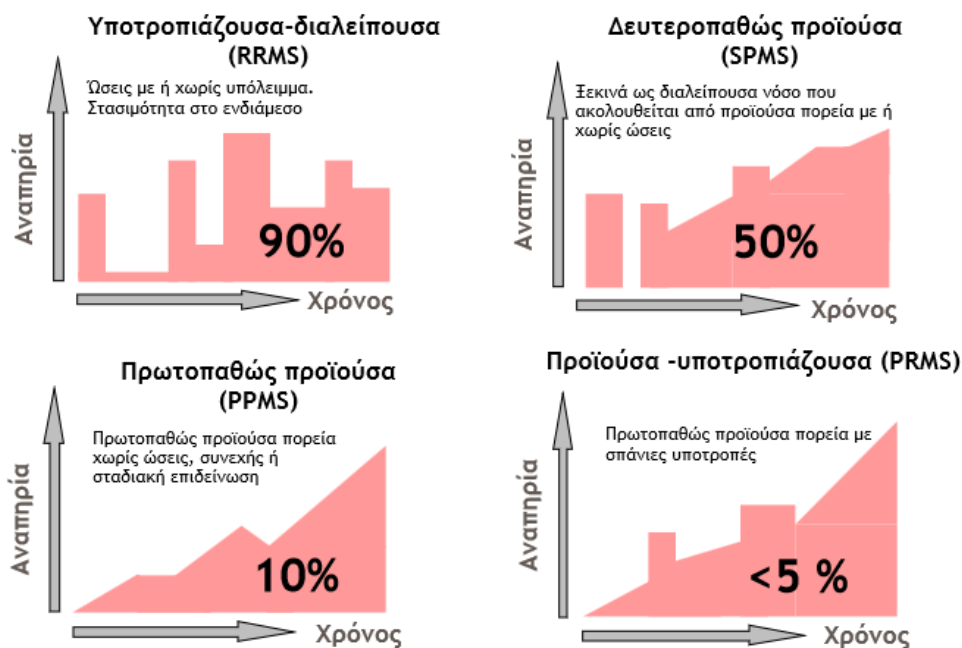 Υποτροπιάζουσα-διαλείπουσα
(RRMS)
Ώσεις με ή χωρίς υπόλειμμα.
Στασιμότητα στο ενδιάμεσο
Αναπηρία
90%
Χρόνος
Δευτεροπαθώς προϊούσα
(SPMS)
Ξεκινά ως διαλείπουσα νόσο που
ακολουθείται από προϊούσα πορεία με ή
χωρίς ώσεις
Αναπηρία
50%
Χρόνος
Πρωτοπαθώς προϊούσα
(PPMS)
Πρωτοπαθώς προϊούσα πορεία
χωρίς ώσεις, συνεχής ή
σταδιακή επιδείνωση
Αναπηρία
10%
Χρόνος
Προϊούσα -υποτροπιάζουσα (PRMS)
Πρωτοπαθώς προϊούσα πορεία με
σπάνιες υποτροπές
Αναπηρία
<5 %
Χρόνος